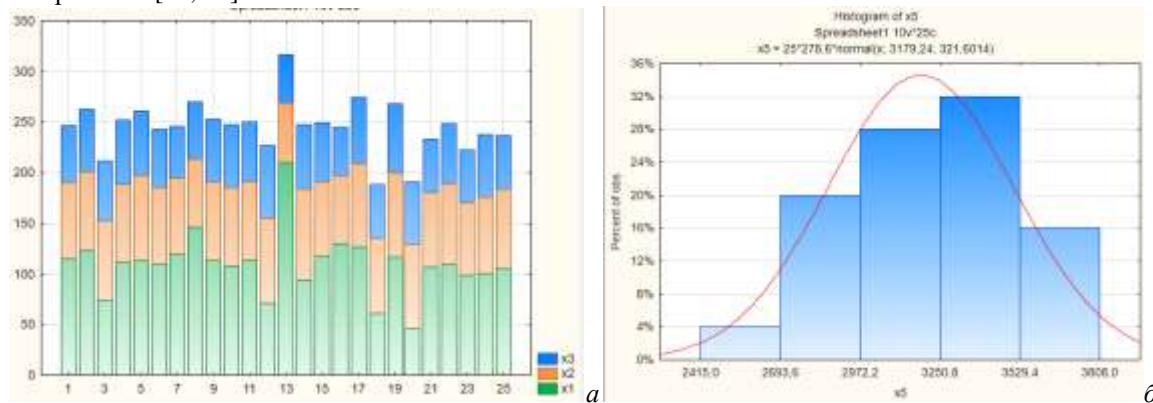 350
300
250
200
150
100
50
0
1 3 5 7 9 11 13 15 17 19 21 23 25
x3
x2
x1
а
Histogram of x5
Spreadsheet1 10v*25c
x5 = 25*278.6*normal(x; 3179.24; 321.6014)
Percent of obs
36%
32%
28%
24%
20%
16%
12%
8%
4%
0%
2415,0 2693,6 2972,2 3250,8 3529,4 3808,0
x5
б